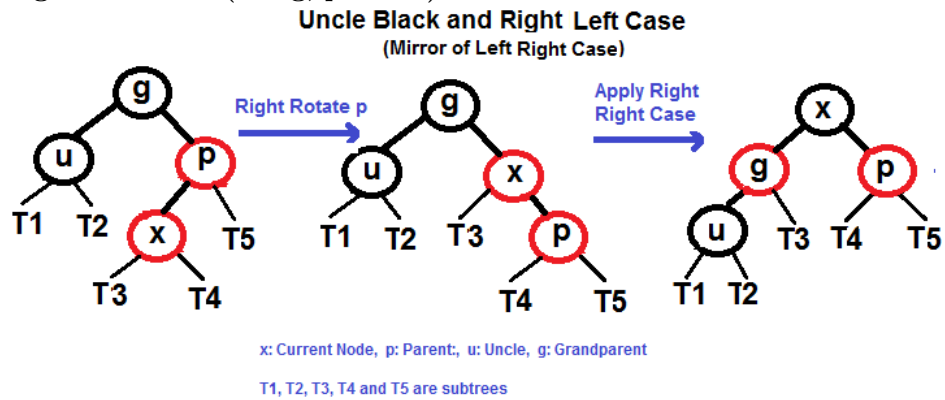 Uncle Black and Right Left Case
(Mirror of Left Right Case)
g
u
p
T1
T2
x
T5
T3
T4
Right Rotate p
g
u
x
T1
T2
T3
p
T4
T5
Apply Right
Right Case
x
g
p
u
T3
T4
T5
T1
T2
x: Current Node, p: Parent:, u: Uncle, g: Grandparent
T1, T2, T3, T4 and T5 are subtrees